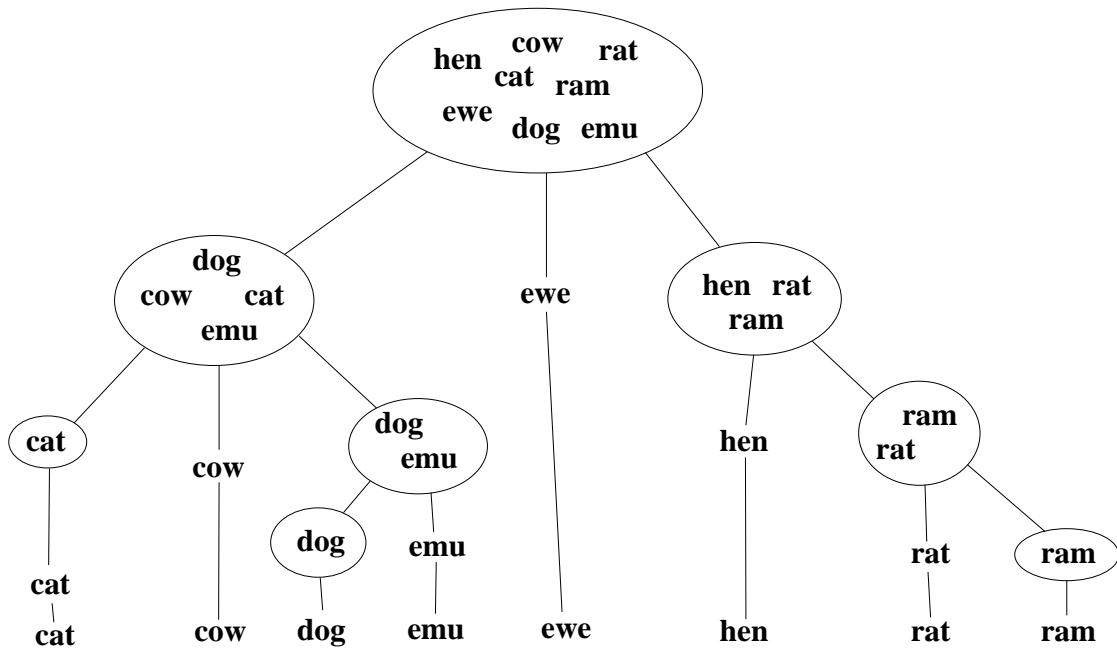 hen cow rat
cat ram
ewe dog emu
dog
cow cat
emu
ewe
hen rat
ram
cat
cow
dog
emu
hen
ram
rat
dog
emu
rat
ram
cat
cat cow dog emu ewe hen rat ram